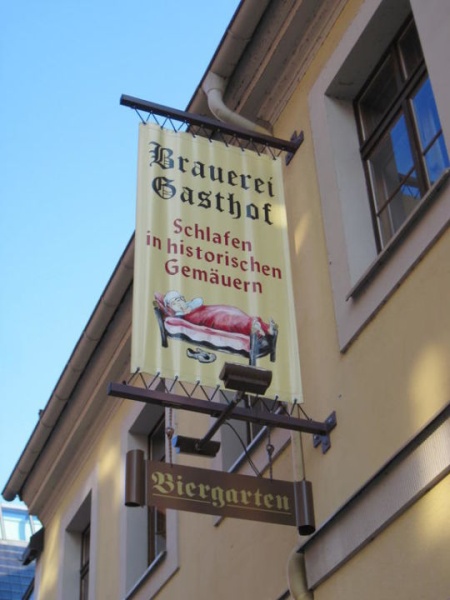 Brauerei
Gasthof
Schlafen
in historischen
Gemäuern
Biergarten